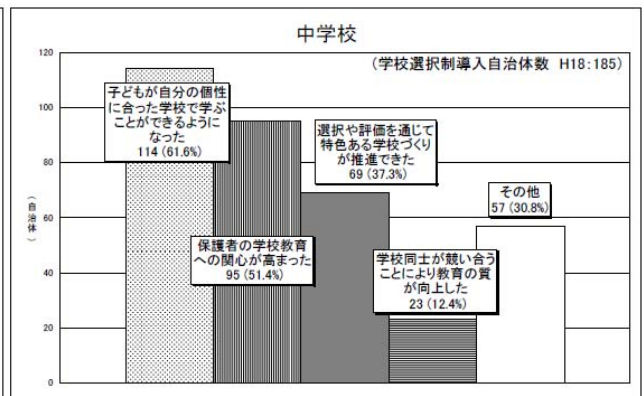 中学校
（学校選択制導入自治体数　H18：185）
120
100
80
60
40
20
0
（自治体）
子どもが自分の個性
に合った学校で学ぶ
ことができるように
なった
114（61.6%）
保護者の学校教育
への関心が高まった
95（51.4%）
選択や評価を通じて
特色ある学校づくり
が推進できた
69（37.3%）
学校同士が競い合う
ことにより教育の質
が向上した
23（12.4%）
その他
57（30.8%）